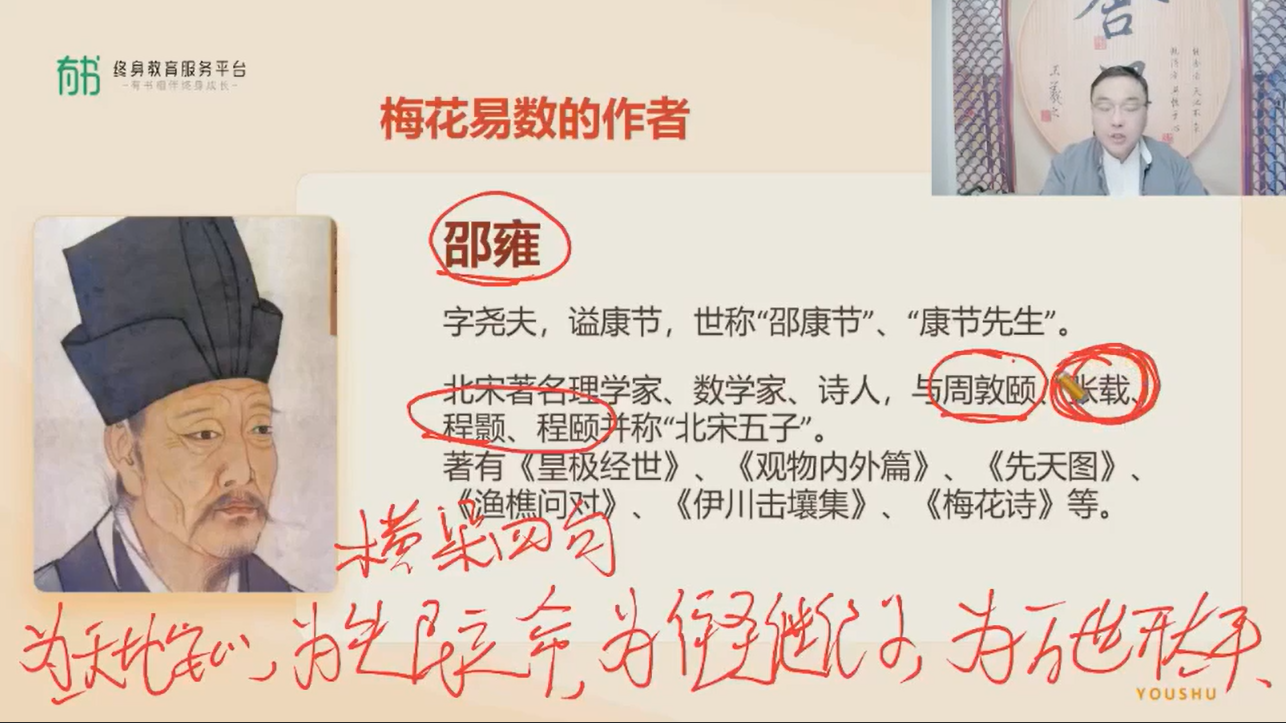 有书 终身教育服务平台
-有书相伴终身成长-
梅花易数的作者
王羲之
邵雍
字尧夫，谥康节，世称“邵康节”、“康节先生”。
北宋著名理学家、数学家、诗人，与周敦颐、张载、
程颢、程颐并称“北宋五子”。
著有《皇极经世》、《观物内外篇》、《先天图》、
《渔樵问对》、《伊川击壤集》、《梅花诗》等。
横渠四句
为天地安心，为生民立命，为往圣继绝学，为万世开太平、
YOUSHU